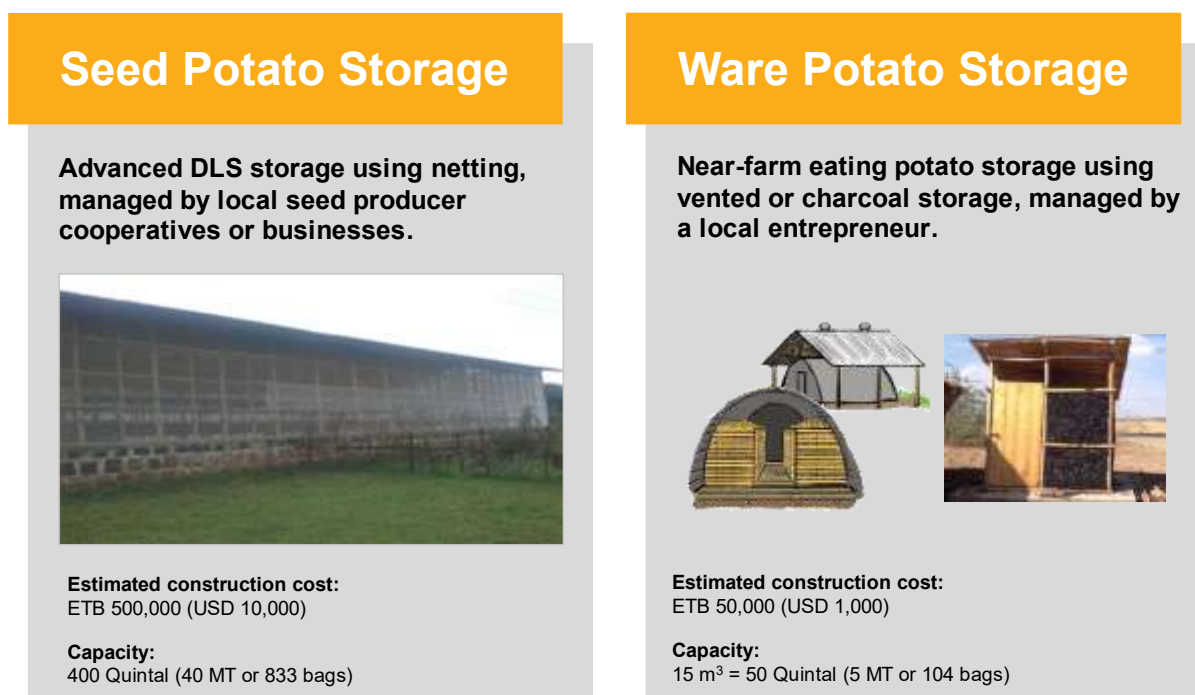 Seed Potato Storage
Advanced DLS storage using netting,
managed by local seed producer
cooperatives or businesses.
Estimated construction cost:
ETB 500,000 (USD 10,000)
Capacity:
400 Quintal (40 MT or 833 bags)
Ware Potato Storage
Near-farm eating potato storage using
vented or charcoal storage, managed by
a local entrepreneur.
Estimated construction cost:
ETB 50,000 (USD 1,000)
Capacity:
15 m³ = 50 Quintal (5 MT or 104 bags)